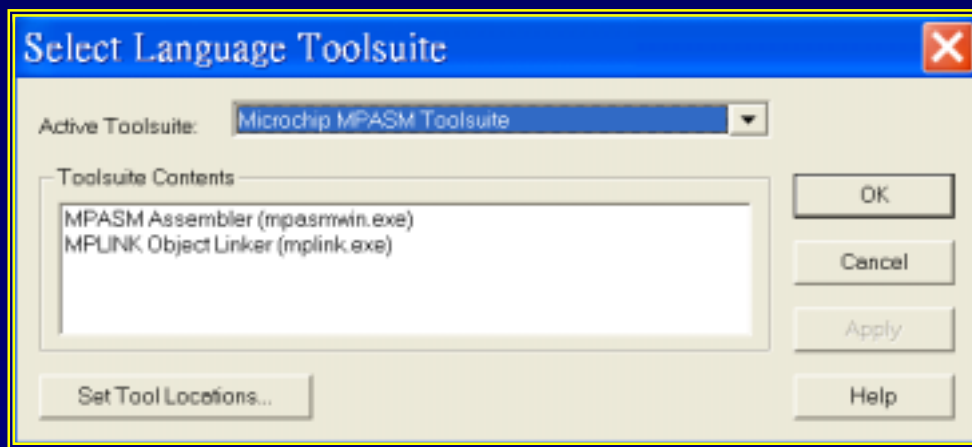 Select Language Toolsuite
Active Toolsuite: Microchip MPASM Toolsuite
Toolsuite Contents
MPASM Assembler (mpasmwin.exe)
MPLINK Object Linker (mplink.exe)
OK
Cancel
Apply
Set Tool Locations...
Help